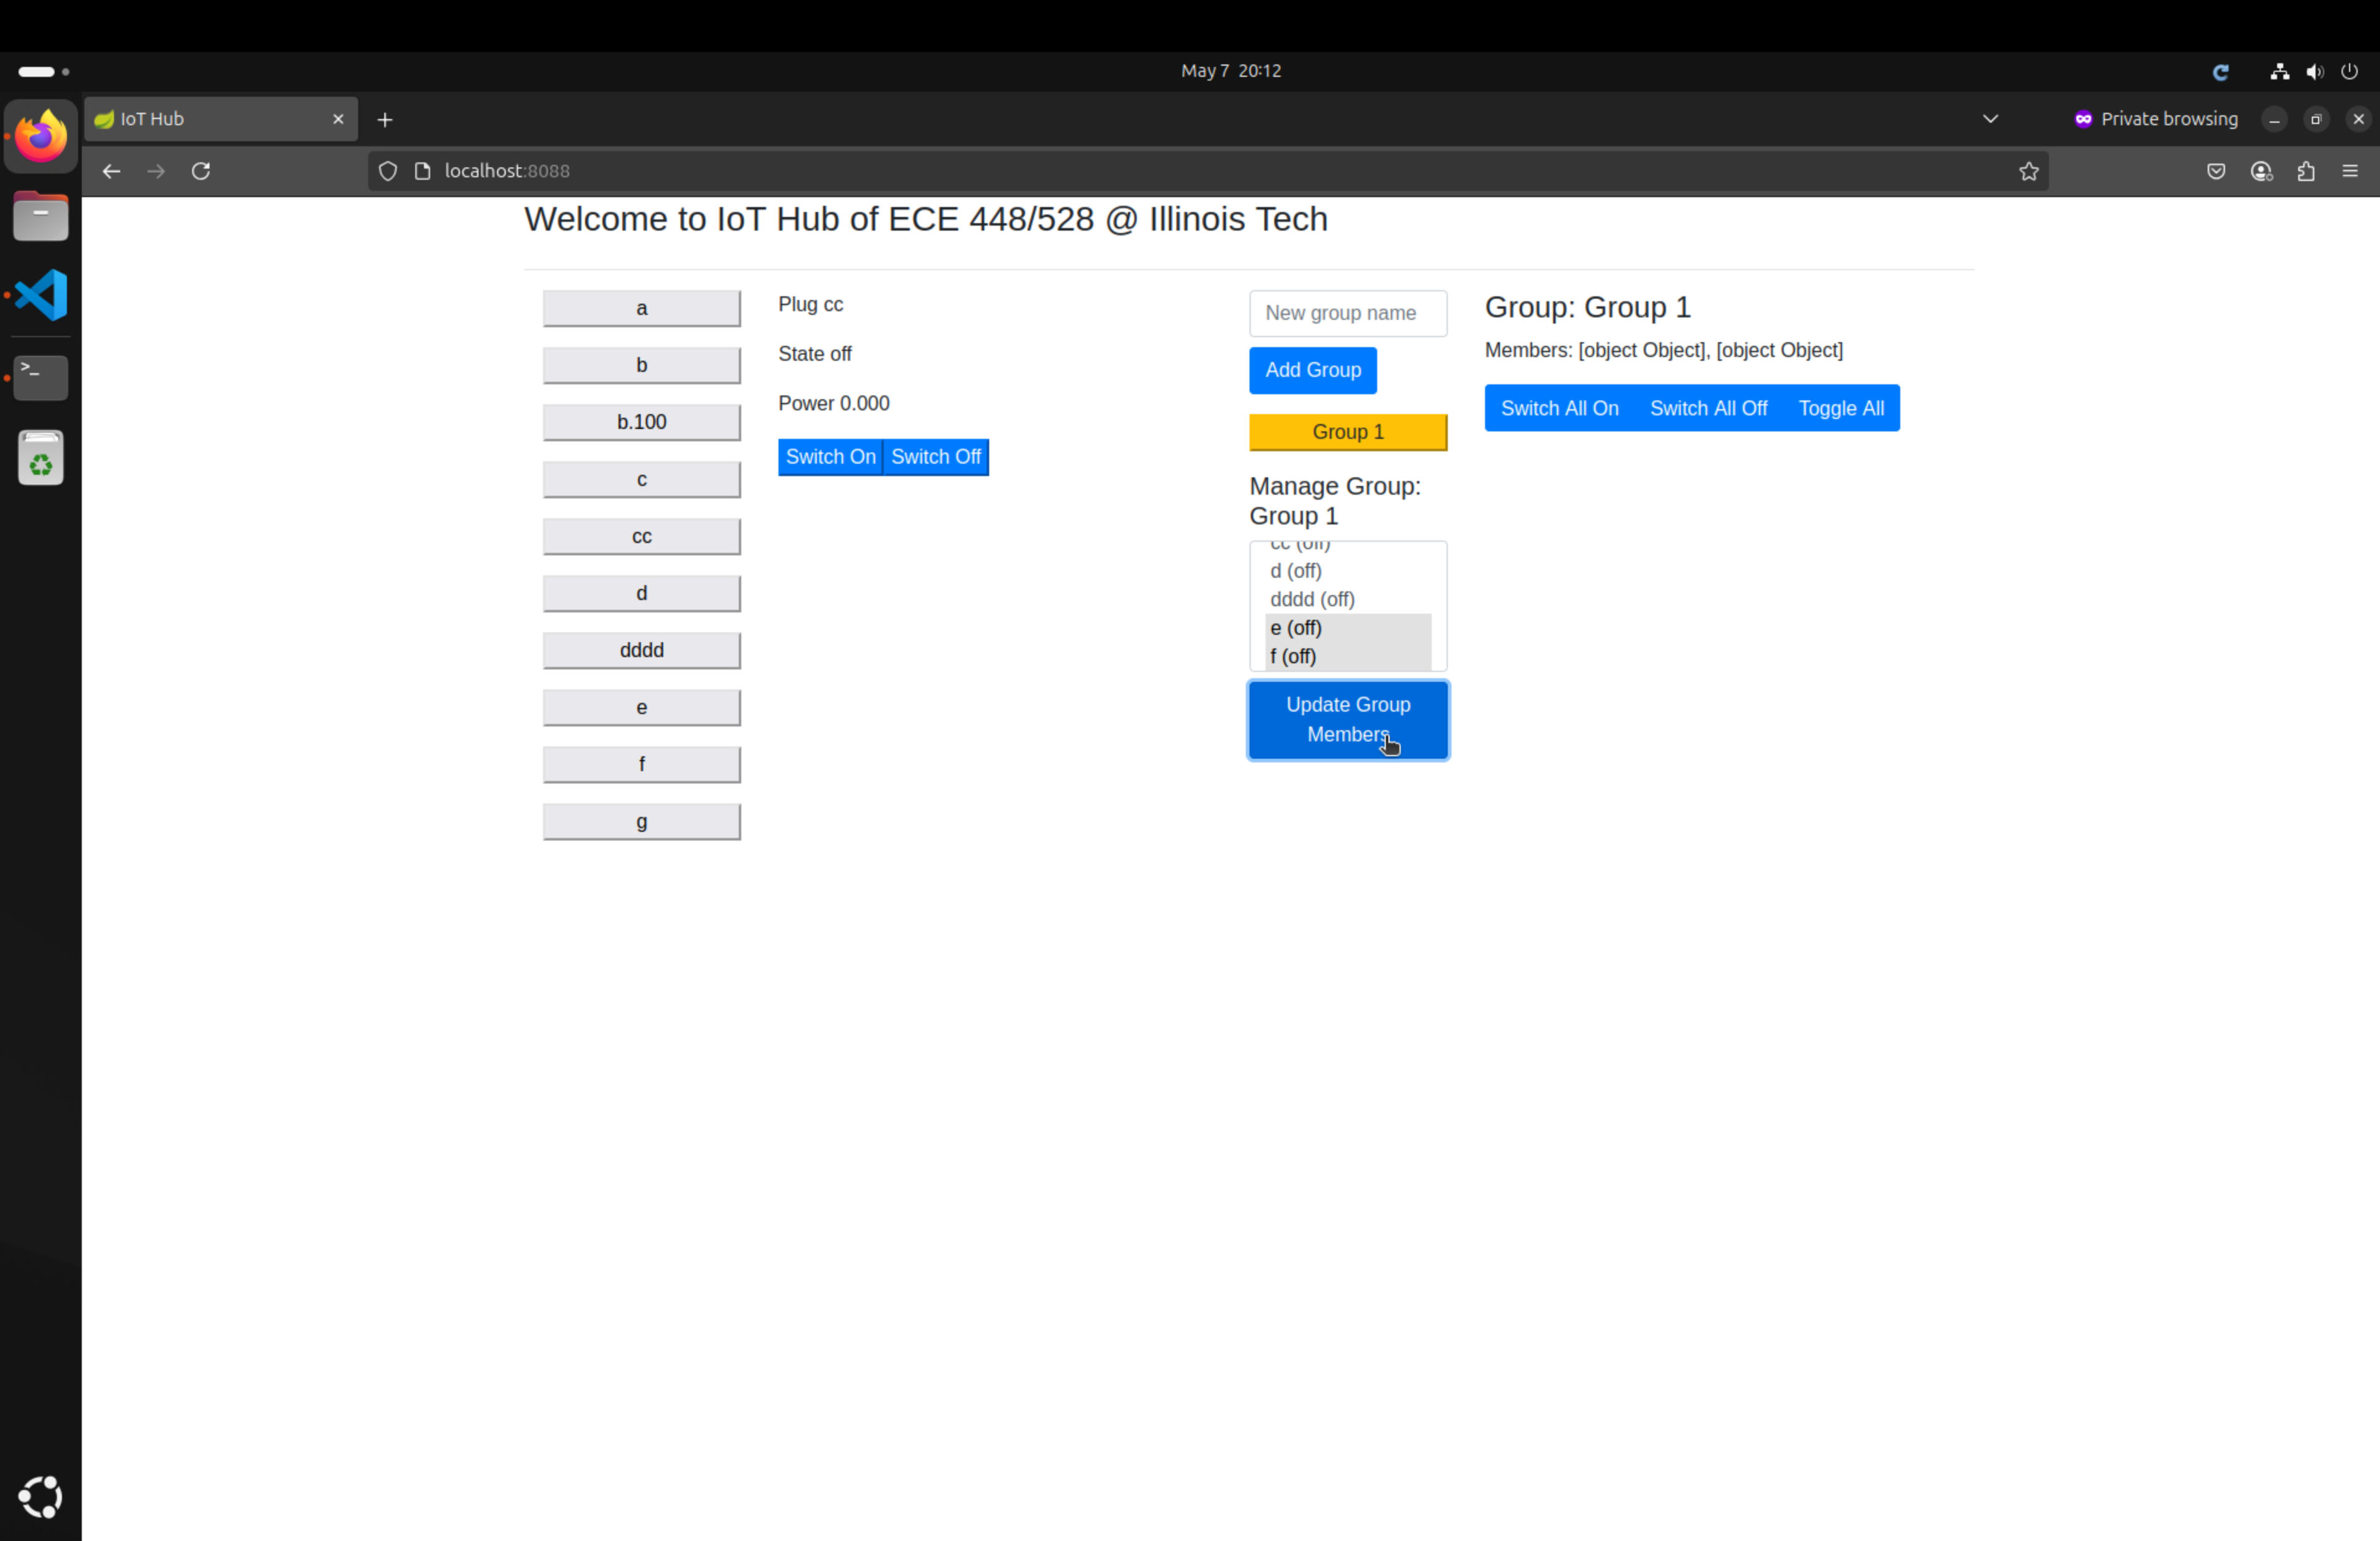 May 7 20:12
IoT Hub
Private browsing
localhost:8088
Welcome to IoT Hub of ECE 448/528 @ Illinois Tech
a
b
b.100
c
cc
d
dddd
e
f
g
Plug cc
State off
Power 0.000
Switch On Switch Off
New group name
Add Group
Group 1
Manage Group:
Group 1
cc (off)
d (off)
dddd (off)
e (off)
f (off)
Update Group
Members
Group: Group 1
Members: [object Object], [object Object]
Switch All On Switch All Off Toggle All